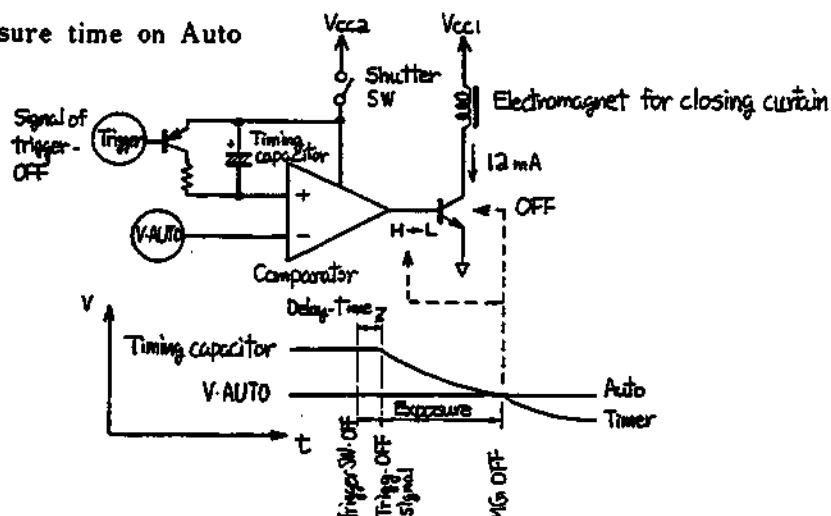 sure time on Auto
Vcc2
Vcc1
Shutter
SW
Electromagnet for closing curtain
Signal of
trigger-
OFF
Trigger
Timing
capacitor
+
12 mA
+
-
V-AUTO
OFF
H←L
Comparator
Delay-Time
V
Timing capacitor
V·AUTO
Auto
Exposure
Timer
t
Trigger SW·OFF
Trigg·OFF
signal
MG OFF